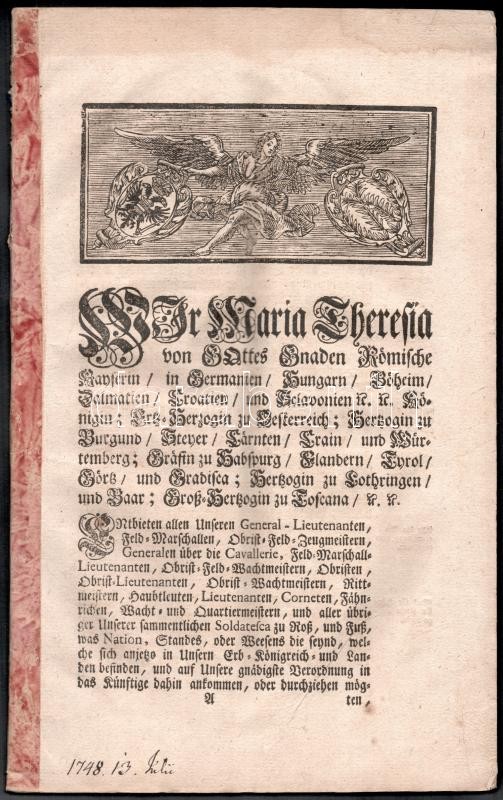 WIr Maria Theresia
von GOttes Gnaden Römische
Kayserin / in Germanien / Hungarn / Böheim /
Dalmatien / Croatien / und Sclavonien ꝛc. ꝛc. Kö-
nigin; Ertz-Herzogin zu Oesterreich; Hertzogin zu
Burgund / Steyer / Cärnten / Crain / und Wür-
temberg; Gräfin zu Habspurg / Flandern / Tyrol /
Görtz / und Gradisca; Hertzogin zu Lothringen /
und Baar; Groß-Hertzogin zu Toscana / ꝛc. ꝛc.
ENtbieten allen Unseren General-Lieutenanten,
Feld-Marschallen, Obrist-Feld-Zeugmeistern,
Generalen über die Cavallerie, Feld-Marschall-
Lieutenanten, Obrist-Feld-Wachtmeistern, Obristen,
Obrist-Lieutenanten, Obrist-Wachtmeistern, Ritt-
meistern, Haubtleuten, Lieutenanten, Corneten, Fähn-
richen, Wacht- und Quartiermeistern, und aller übri-
ger Unserer sammentlichen Soldatesca zu Roß, und Fuß,
was Nation, Standes, oder Weesens die seynd, wel-
che sich anjetzo in Unsern Erb-Königreich- und Lan-
den befinden, und auf Unsere gnädigste Verordnung in
das Künftige dahin ankommen, oder durchziehen mög-
A ten,
1748. 13. Julii